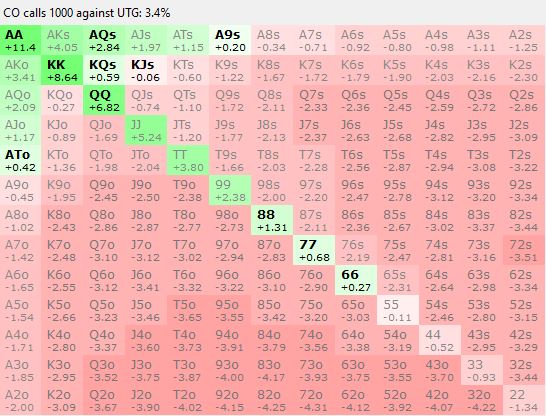 CO calls 1000 against UTG: 3.4%
AA AKs AQs AJs ATs A9s A8s A7s A6s A5s A4s A3s A2s
+11.4 +4.05 +2.84 +1.97 +1.15 +0.20 -0.34 -0.71 -0.92 -0.80 -0.98 -1.11 -1.25
AKo KK KQs KJs KTs K9s K8s K7s K6s K5s K4s K3s K2s
+3.41 +8.64 +0.59 -0.06 -0.60 -1.22 -1.67 -1.72 -1.79 -1.90 -2.03 -2.16 -2.30
AQo KQo QQ QJs QTs Q9s Q8s Q7s Q6s Q5s Q4s Q3s Q2s
+2.09 -0.27 +6.82 -0.74 -1.10 -1.72 -2.11 -2.33 -2.36 -2.45 -2.59 -2.72 -2.86
AJo KJo QJo JJ JTs J9s J8s J7s J6s J5s J4s J3s J2s
+1.17 -0.89 -1.69 +5.24 -1.20 -1.77 -2.13 -2.37 -2.63 -2.68 -2.82 -2.95 -3.09
ATo KTo QTo JTo TT T9s T8s T7s T6s T5s T4s T3s T2s
+0.42 -1.36 -1.98 -2.04 +3.80 -1.66 -2.03 -2.28 -2.56 -2.87 -2.94 -3.08 -3.22
A9o K9o Q9o J9o T9o 99 98s 97s 96s 95s 94s 93s 92s
-0.45 -1.95 -2.45 -2.50 -2.38 +2.38 -2.00 -2.20 -2.47 -2.78 -3.12 -3.20 -3.34
A8o K8o Q8o J8o T8o 98o 88 87s 86s 85s 84s 83s 82s
-1.02 -2.43 -2.86 -2.87 -2.77 -2.73 +1.31 -2.11 -2.36 -2.67 -3.02 -3.37 -3.44
A7o K7o Q7o J7o T7o 97o 87o 77 76s 75s 74s 73s 72s
-1.42 -2.48 -3.10 -3.12 -3.02 -2.94 -2.83 +0.68 -2.19 -2.47 -2.81 -3.16 -3.51
A6o K6o Q6o J6o T6o 96o 86o 76o 66 65s 64s 63s 62s
-1.65 -2.55 -3.12 -3.41 -3.32 -3.22 -3.10 -2.90 +0.27 -2.31 -2.64 -2.98 -3.34
A5o K5o Q5o J5o T5o 95o 85o 75o 65o 55 54s 53s 52s
-1.54 -2.66 -3.23 -3.46 -3.65 -3.55 -3.42 -3.20 -3.03 -0.11 -2.46 -2.80 -3.15
A4o K4o Q4o J4o T4o 94o 84o 74o 64o 54o 44 43s 42s
-1.71 -2.80 -3.37 -3.60 -3.73 -3.91 -3.79 -3.56 -3.38 -3.19 -0.52 -2.95 -3.29
A3o K3o Q3o J3o T3o 93o 83o 73o 63o 53o 43o 33 32s
-1.85 -2.95 -3.52 -3.75 -3.87 -4.00 -4.17 -3.93 -3.75 -3.55 -3.70 -0.93 -3.44
A2o K2o Q2o J2o T2o 92o 82o 72o 62o 52o 42o 32o 22
-2.00 -3.09 -3.67 -3.90 -4.02 -4.15 -4.25 -4.31 -4.12 -3.92 -4.07 -4.23 -1.34